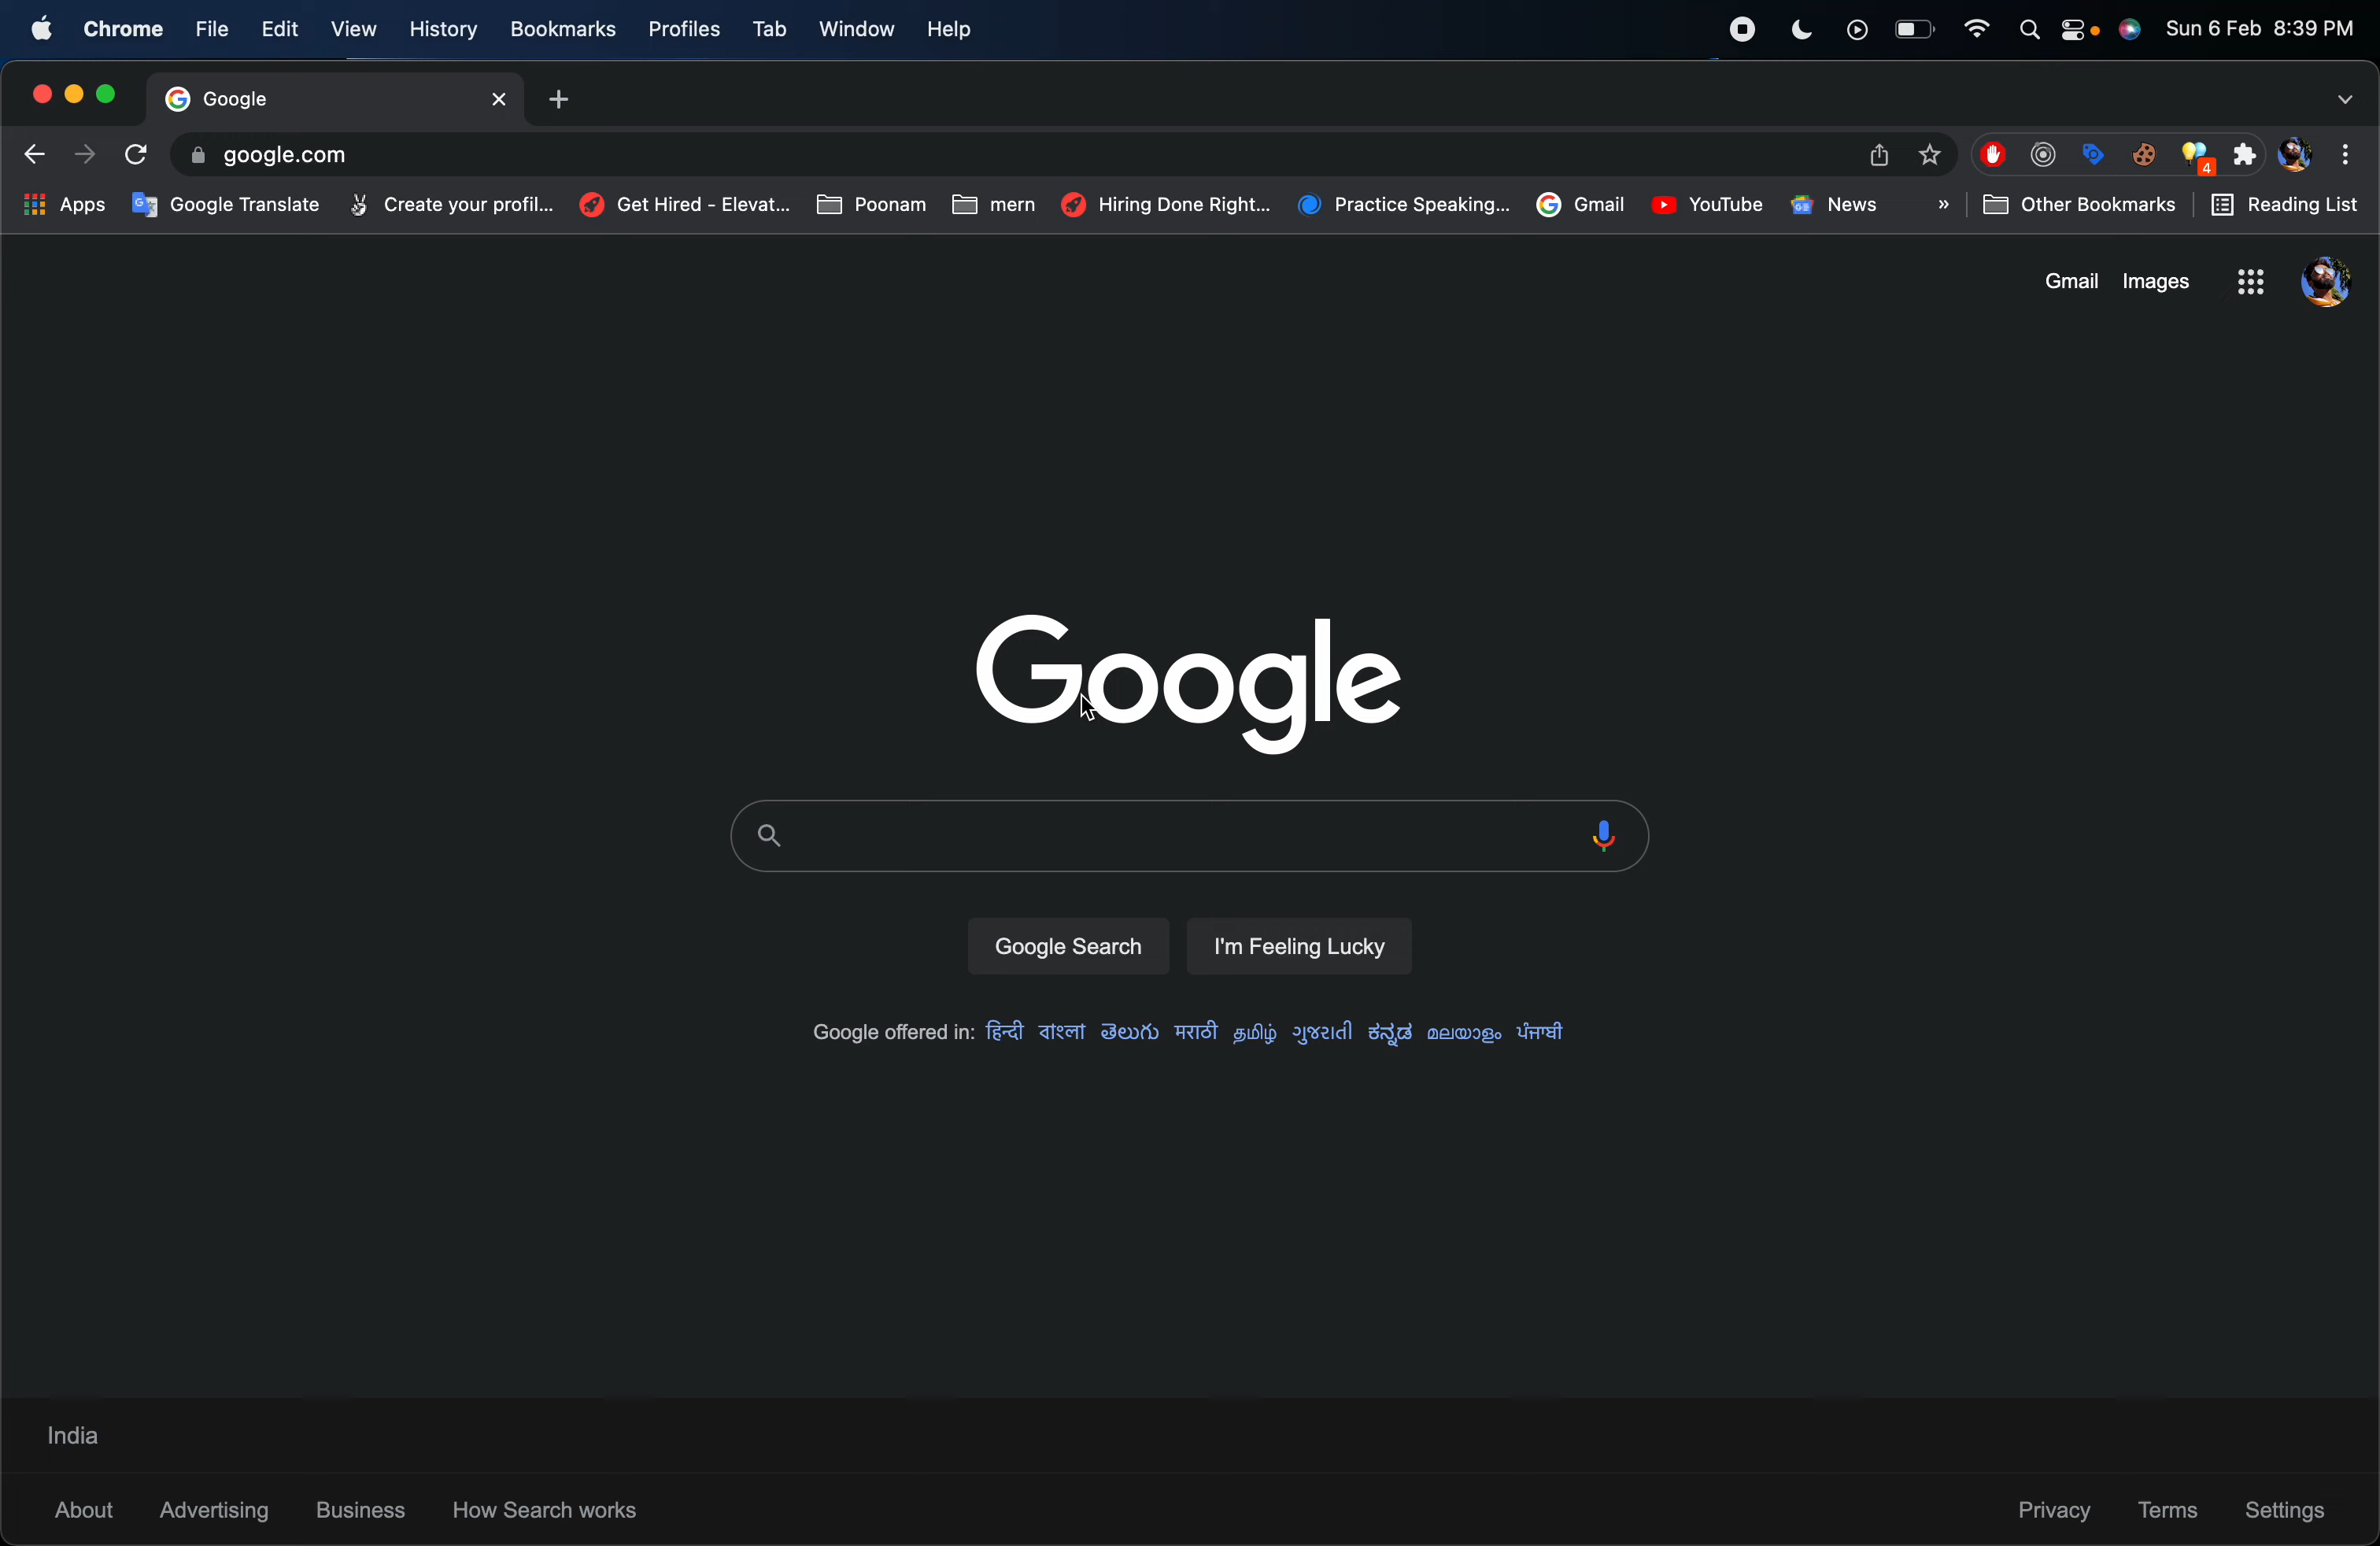 Chrome File Edit View History Bookmarks Profiles Tab Window Help Sun 6 Feb 8:39 PM
Google
google.com
4
Apps Google Translate Create your profil... Get Hired - Elevat... Poonam mern Hiring Done Right... Practice Speaking... Gmail YouTube News » Other Bookmarks Reading List
Gmail Images
Google
Google Search I'm Feeling Lucky
Google offered in: हिन्दी বাংলা తెలుగు मराठी தமிழ் ગુજરાતી ಕನ್ನಡ മലയാളം ਪੰਜਾਬੀ
India
About Advertising Business How Search works Privacy Terms Settings